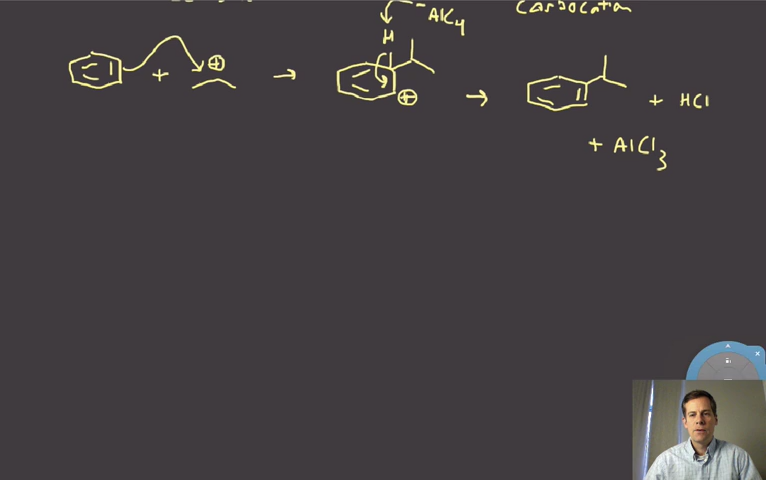 ⁻AlCl₄ Carbocation
H
+ ⊕ → ⊕ → + HCl
+ AlCl₃